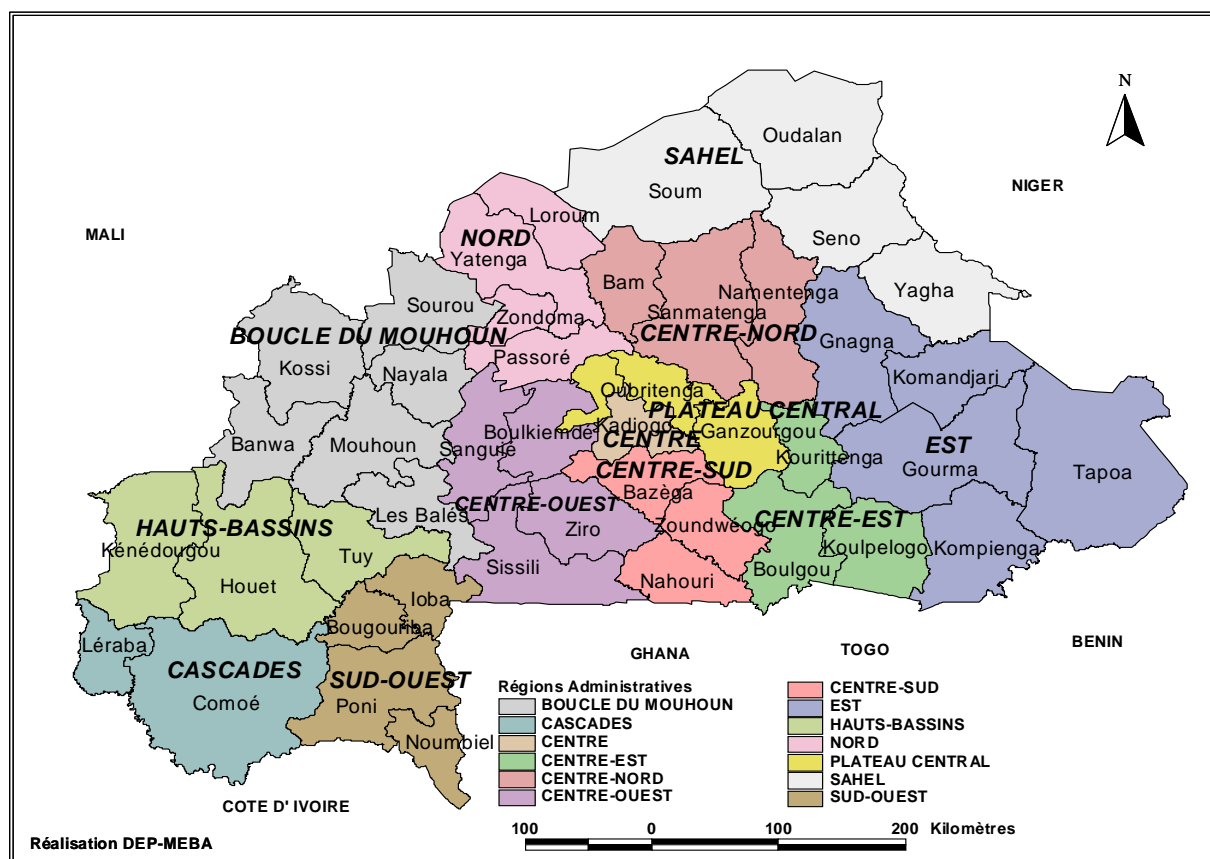 N
Oudalan
SAHEL
Soum
NIGER
MALI
Loroum
NORD
Yatenga
Seno
Bam
Namentenga
Yagha
Sourou
Zondoma
Sanmatenga
BOUCLE DU MOUHOUN
CENTRE-NORD
Gnagna
Kossi
Passoré
Nayala
Komandjari
Oubritenga
PLATEAU CENTRAL
Kadiogo
Ganzourgou
Boulkiemdé
CENTRE
Banwa
Mouhoun
Sanguié
EST
Kourittenga
Gourma
Tapoa
CENTRE-SUD
Bazèga
Les Balés
CENTRE-OUEST
CENTRE-EST
HAUTS-BASSINS
Kénédougou
Ziro
Zoundwéogo
Koulpelogo
Kompienga
Tuy
Sissili
Boulgou
Houet
Nahouri
Ioba
Bougouriba
Léraba
GHANA
TOGO
BENIN
CASCADES
SUD-OUEST
Comoé
Poni
Noumbiel
Régions Administratives
BOUCLE DU MOUHOUN
CASCADES
CENTRE
CENTRE-EST
CENTRE-NORD
CENTRE-OUEST
CENTRE-SUD
EST
HAUTS-BASSINS
NORD
PLATEAU CENTRAL
SAHEL
SUD-OUEST
COTE D' IVOIRE
100 0 100 200 Kilomètres
Réalisation DEP-MEBA